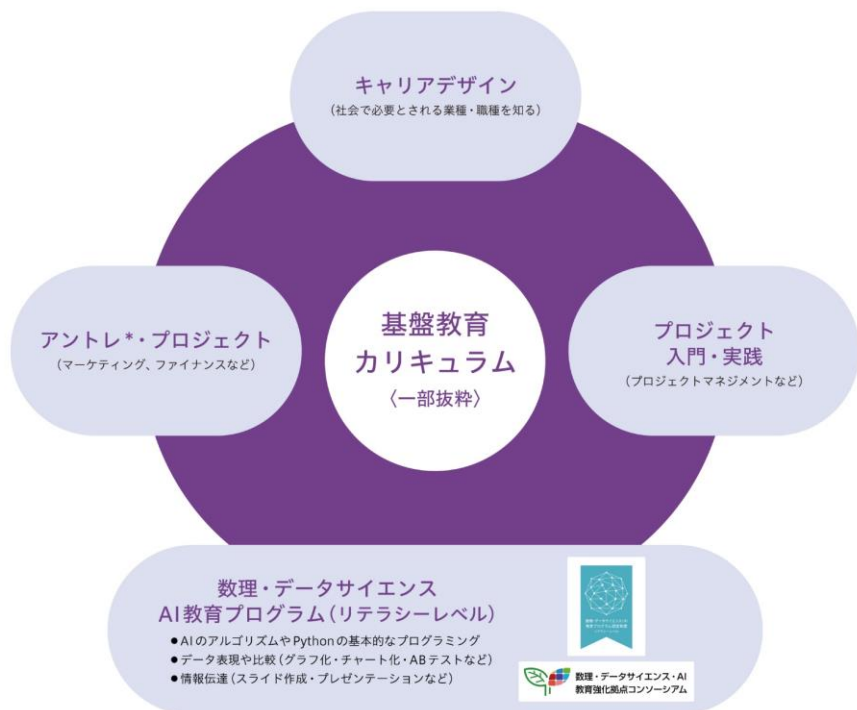 キャリアデザイン
(社会で必要とされる業種・職種を知る)
アントレ*・プロジェクト
(マーケティング、ファイナンスなど)
基盤教育
カリキュラム
〈一部抜粋〉
プロジェクト
入門・実践
(プロジェクトマネジメントなど)
数理・データサイエンス
AI教育プログラム(リテラシーレベル)
●AIのアルゴリズムやPythonの基本的なプログラミング
●データ表現や比較(グラフ化・チャート化・ABテストなど)
●情報伝達(スライド作成・プレゼンテーションなど)
数理・データサイエンス・AI
教育強化拠点コンソーシアム